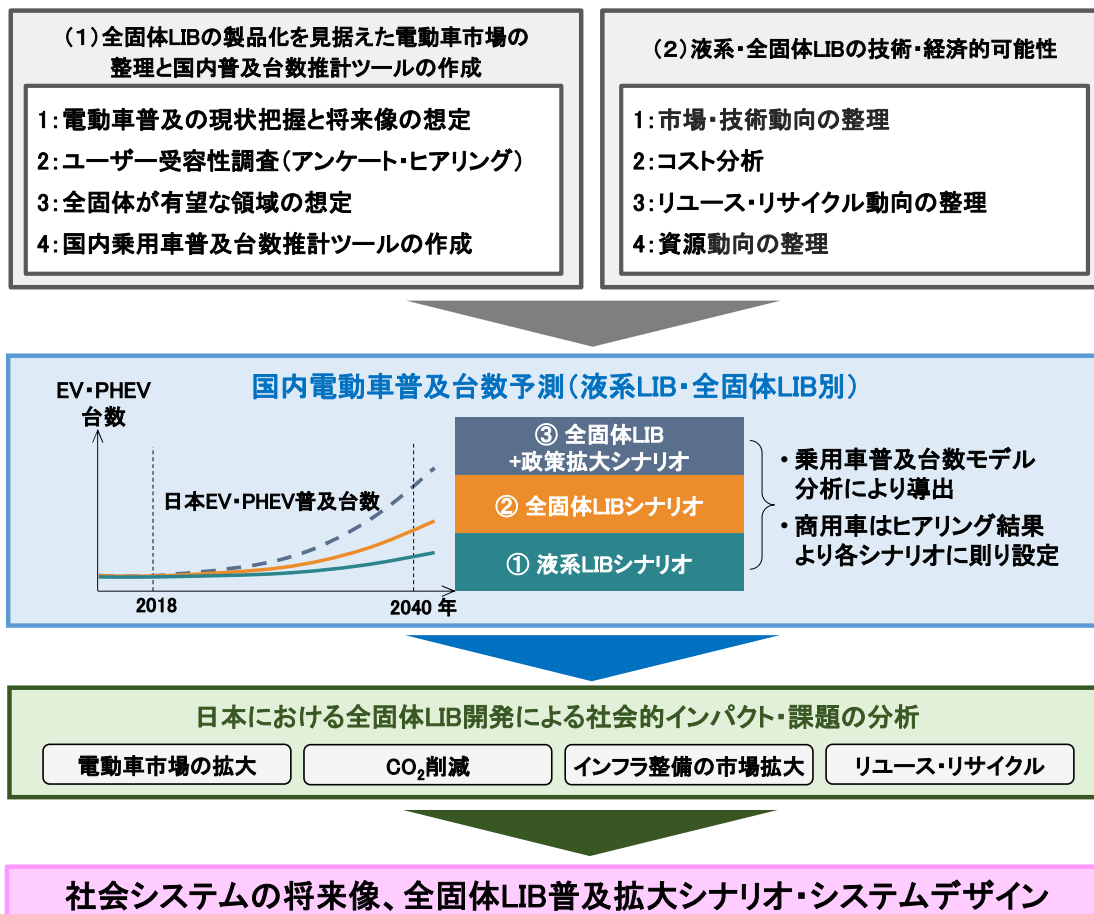 (1)全固体LIBの製品化を見据えた電動車市場の
整理と国内普及台数推計ツールの作成
1:電動車普及の現状把握と将来像の想定
2:ユーザー受容性調査(アンケート・ヒアリング)
3:全固体が有望な領域の想定
4:国内乗用車普及台数推計ツールの作成
(2)液系・全固体LIBの技術・経済的可能性
1:市場・技術動向の整理
2:コスト分析
3:リユース・リサイクル動向の整理
4:資源動向の整理
国内電動車普及台数予測(液系LIB・全固体LIB別)
EV・PHEV
台数
日本EV・PHEV普及台数
2018
2040 年
③ 全固体LIB
+政策拡大シナリオ
② 全固体LIBシナリオ
① 液系LIBシナリオ
・乗用車普及台数モデル
分析により導出
・商用車はヒアリング結果
より各シナリオに則り設定
日本における全固体LIB開発による社会的インパクト・課題の分析
電動車市場の拡大
CO₂削減
インフラ整備の市場拡大
リユース・リサイクル
社会システムの将来像、全固体LIB普及拡大シナリオ・システムデザイン